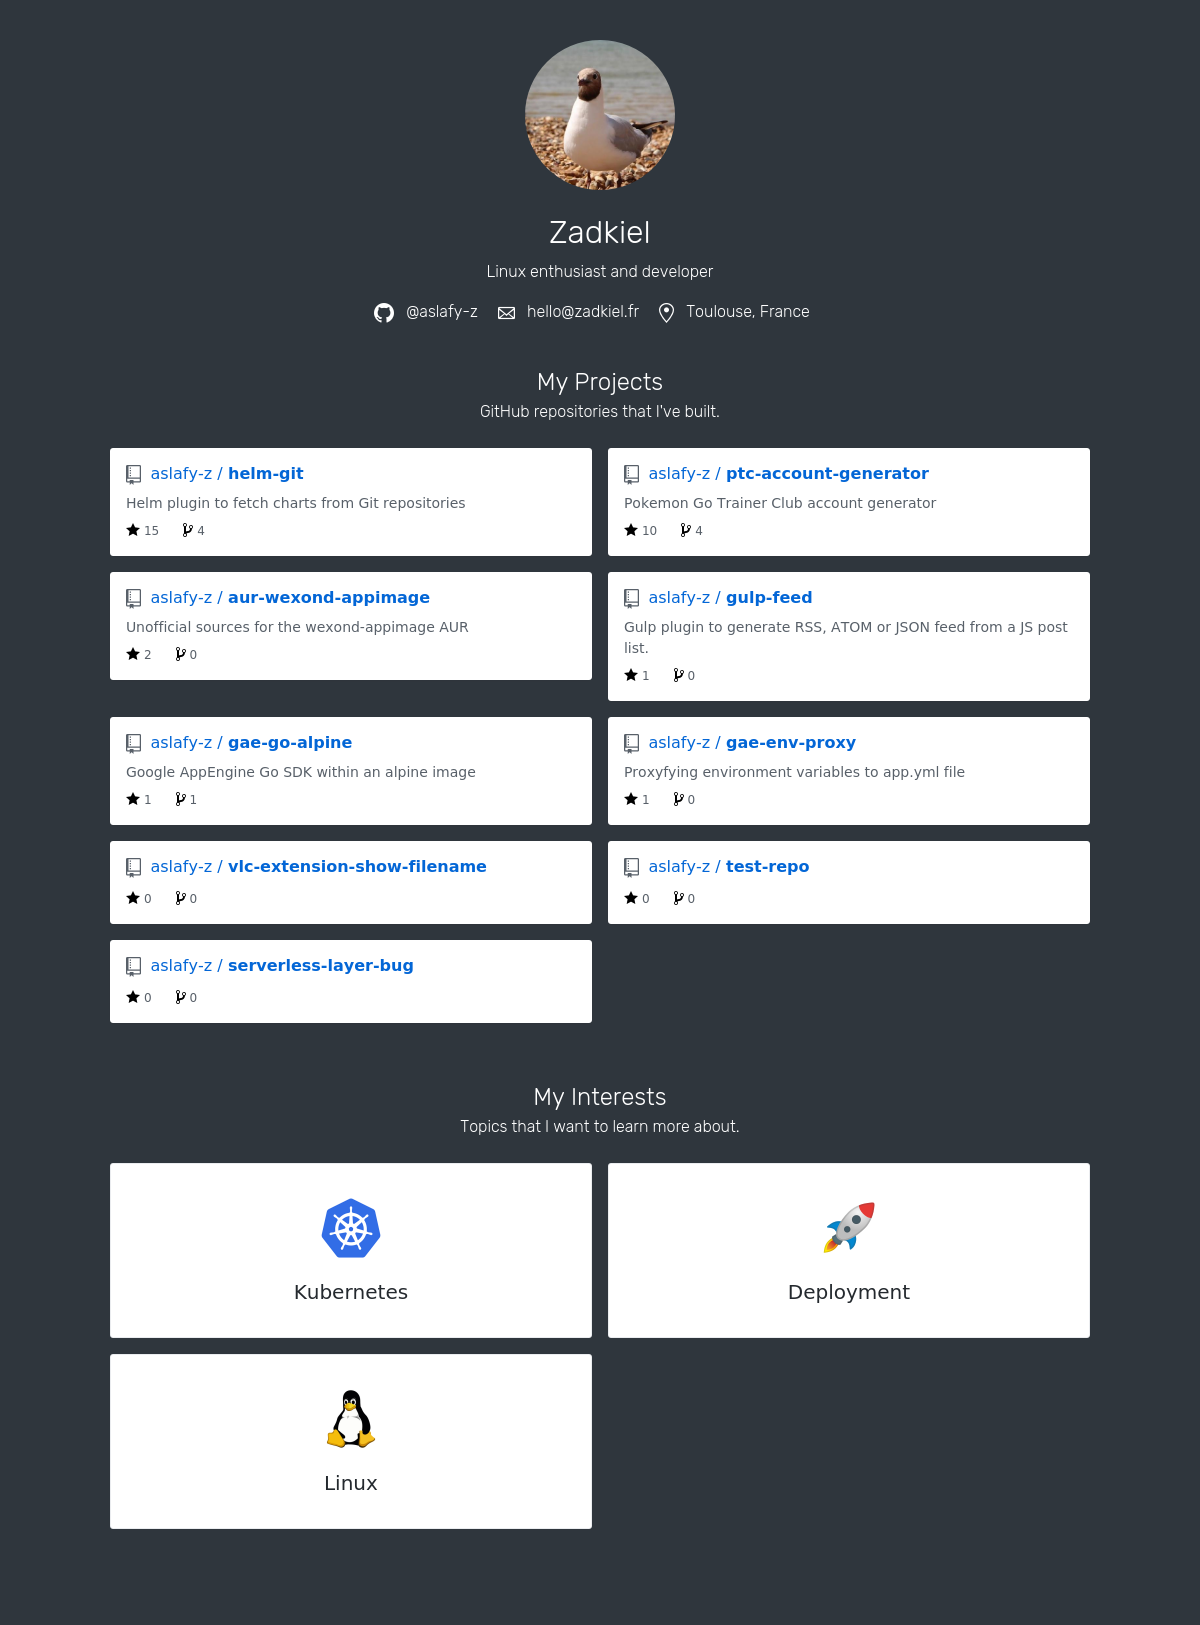 Zadkiel
Linux enthusiast and developer
@aslafy-z hello@zadkiel.fr Toulouse, France
My Projects
GitHub repositories that I've built.
aslafy-z / helm-git
Helm plugin to fetch charts from Git repositories
15 4
aslafy-z / ptc-account-generator
Pokemon Go Trainer Club account generator
10 4
aslafy-z / aur-wexond-appimage
Unofficial sources for the wexond-appimage AUR
2 0
aslafy-z / gulp-feed
Gulp plugin to generate RSS, ATOM or JSON feed from a JS post
list.
1 0
aslafy-z / gae-go-alpine
Google AppEngine Go SDK within an alpine image
1 1
aslafy-z / gae-env-proxy
Proxyfying environment variables to app.yml file
1 0
aslafy-z / vlc-extension-show-filename
0 0
aslafy-z / test-repo
0 0
aslafy-z / serverless-layer-bug
0 0
My Interests
Topics that I want to learn more about.
Kubernetes
Deployment
Linux